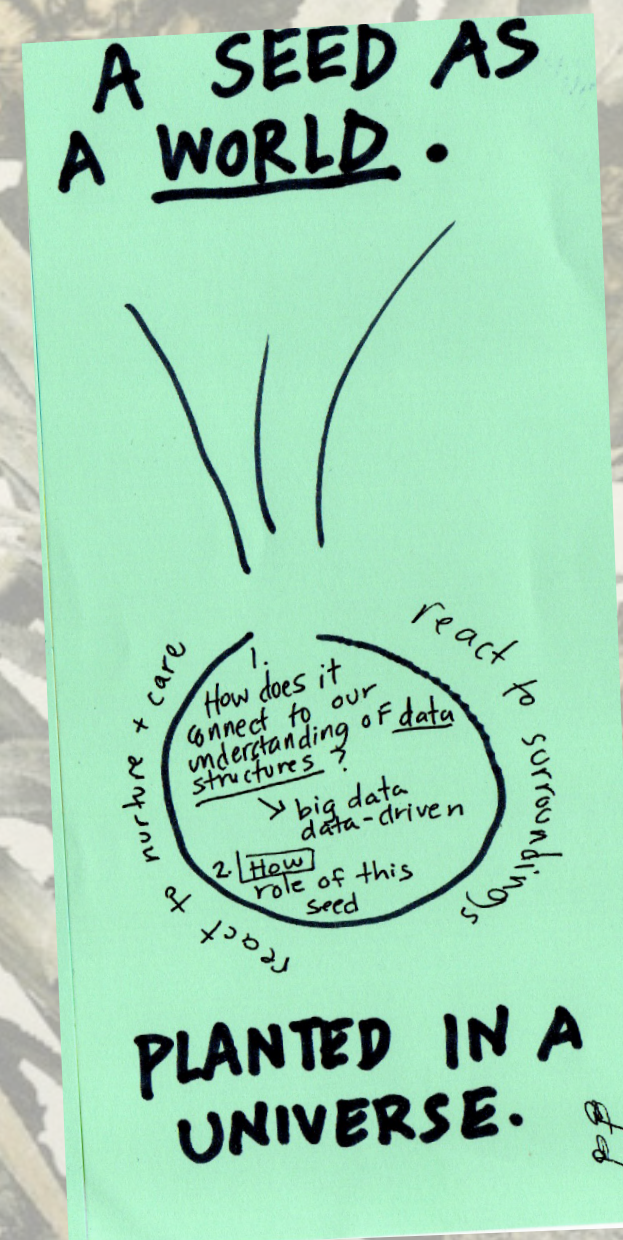 A SEED AS
A WORLD.
react to surroundings
react to nurture + care
1.
How does it
connect to our
understanding of data
structures?
↘ big data
data-driven
2. How
role of this
seed
PLANTED IN A
UNIVERSE.